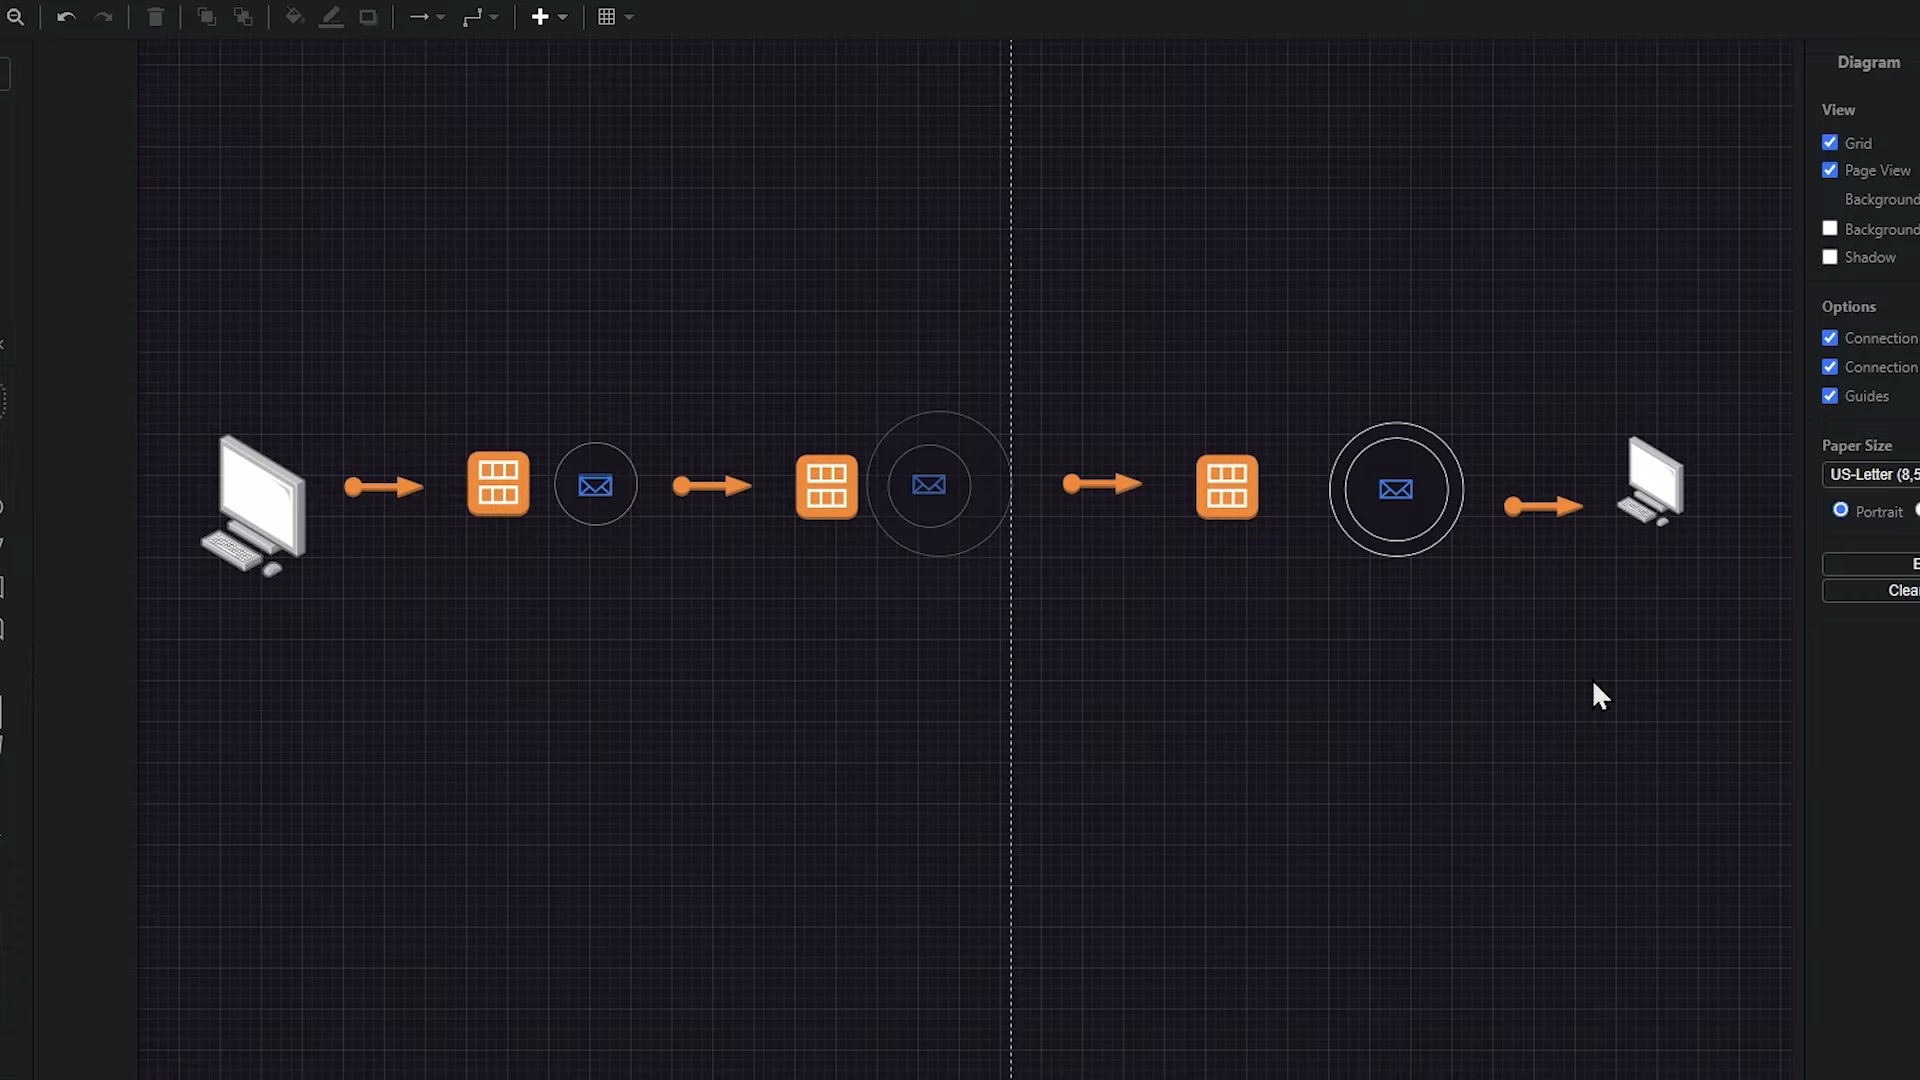 Diagram
View
Grid
Page View
Background
Background
Shadow
Options
Connection
Connection
Guides
Paper Size
US-Letter (8,5
Portrait
E
Clear